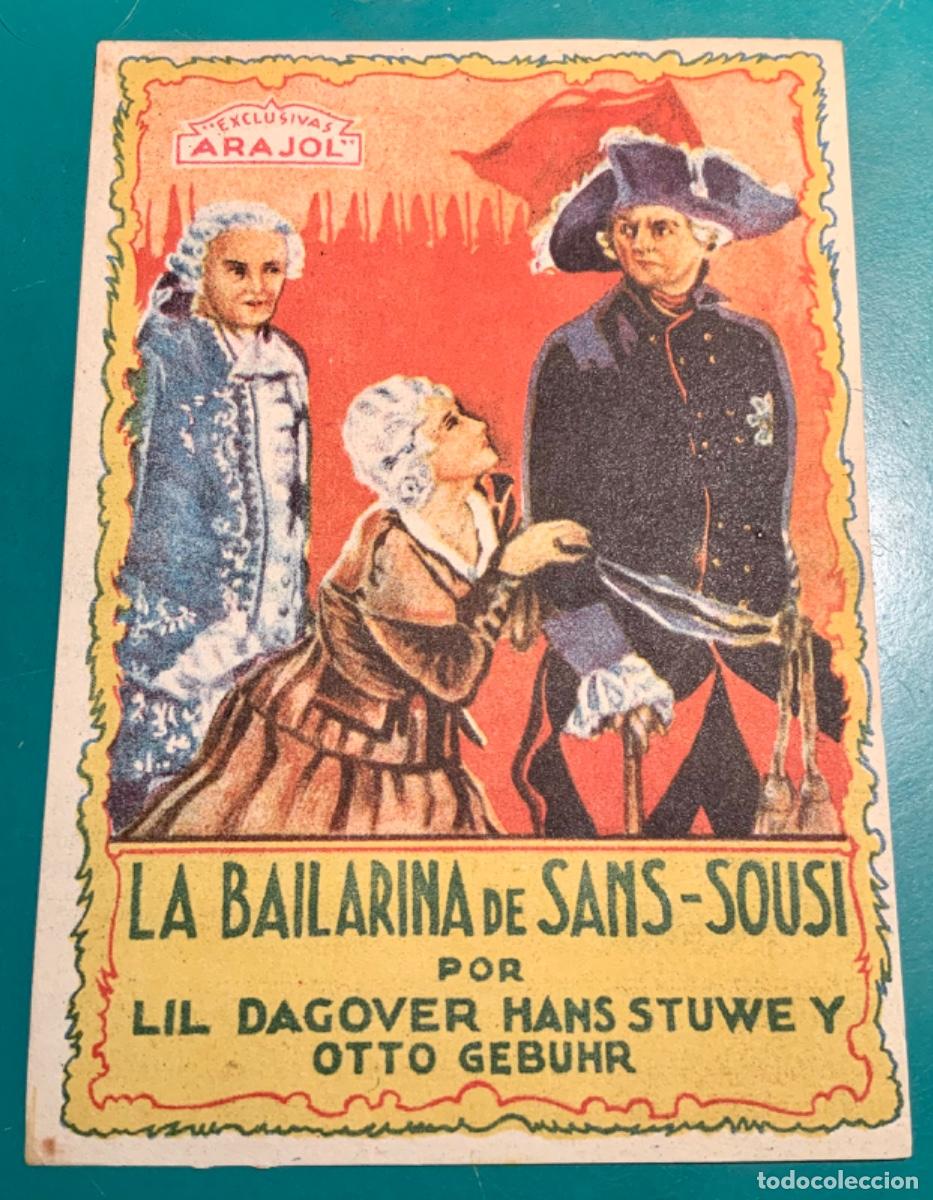 "EXCLUSIVAS
ARAJOL"
LA BAILARINA DE SANS-SOUSI
POR
LIL DAGOVER HANS STUWE Y
OTTO GEBUHR
todocoleccion